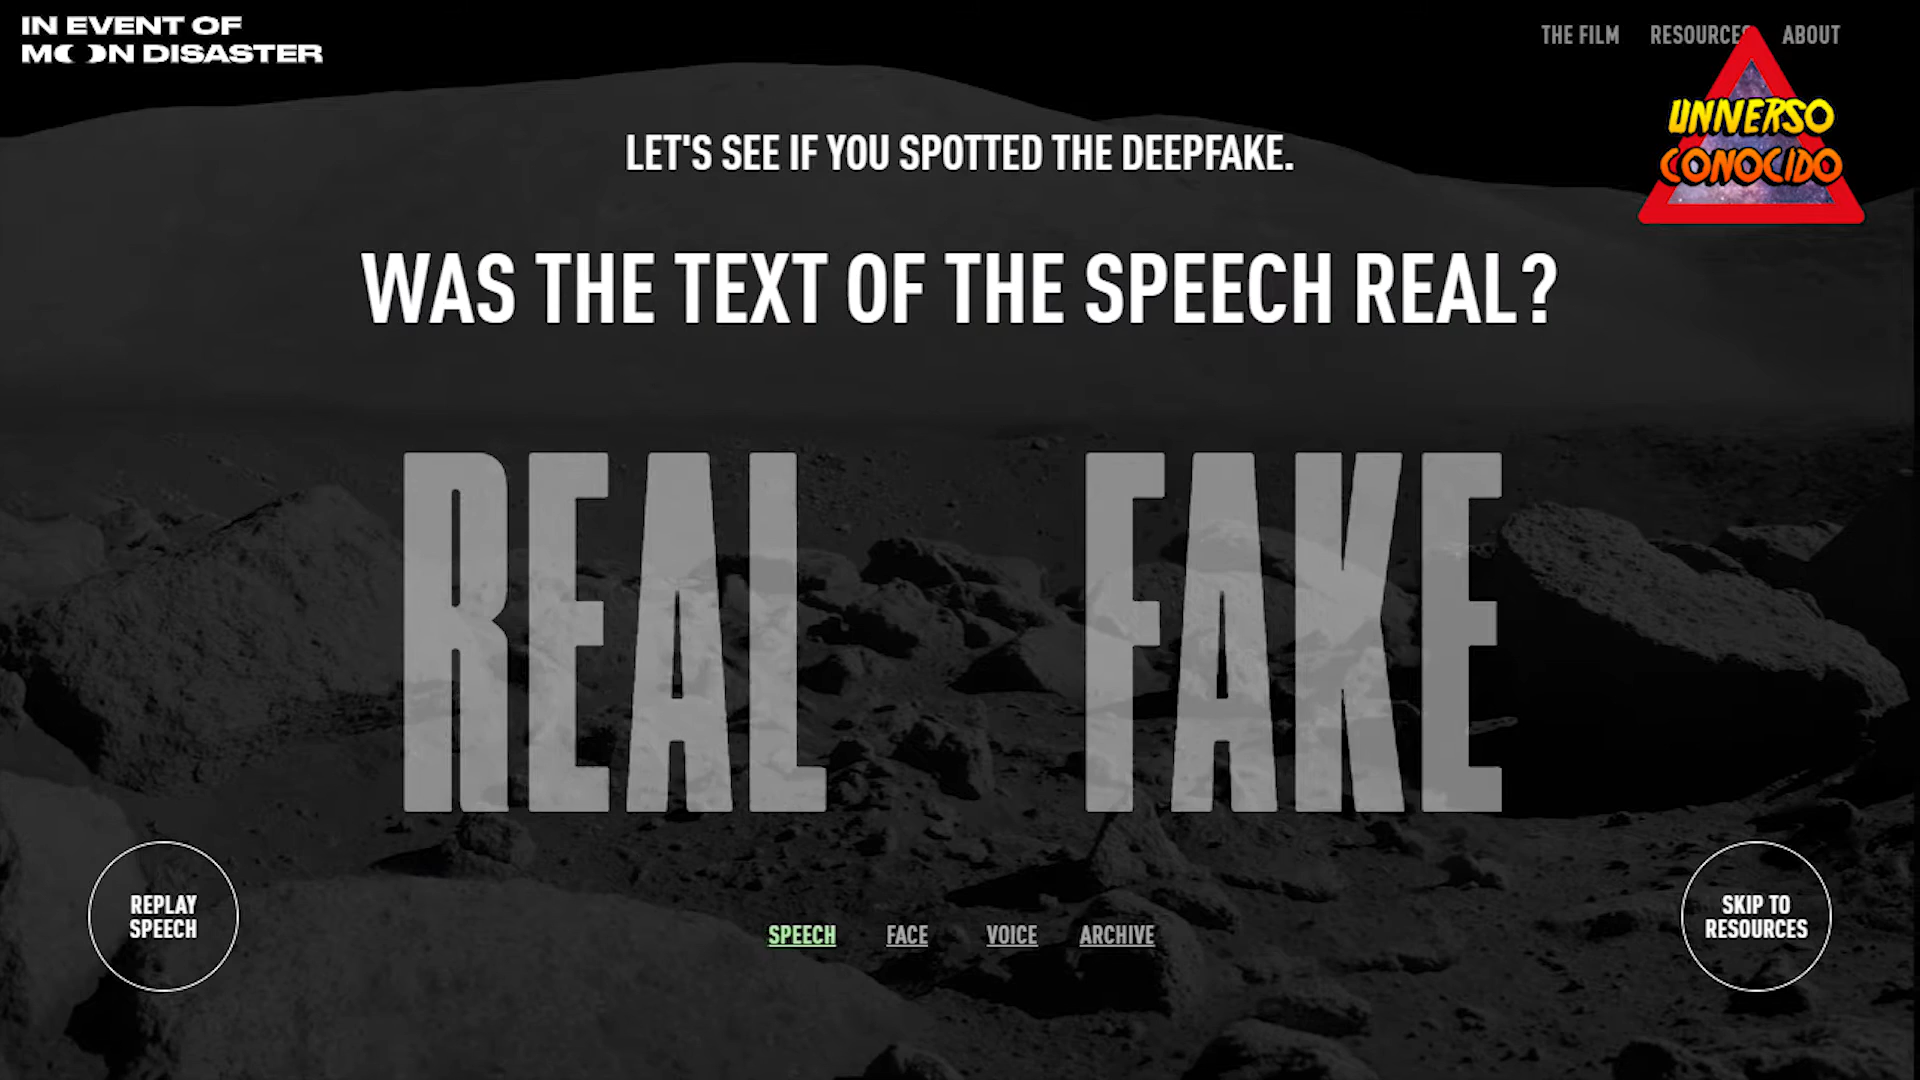 IN EVENT OF
MOON DISASTER
THE FILM RESOURCES ABOUT
UNIVERSO
CONOCIDO
LET'S SEE IF YOU SPOTTED THE DEEPFAKE.
WAS THE TEXT OF THE SPEECH REAL?
REAL FAKE
REPLAY
SPEECH
SPEECH FACE VOICE ARCHIVE
SKIP TO
RESOURCES